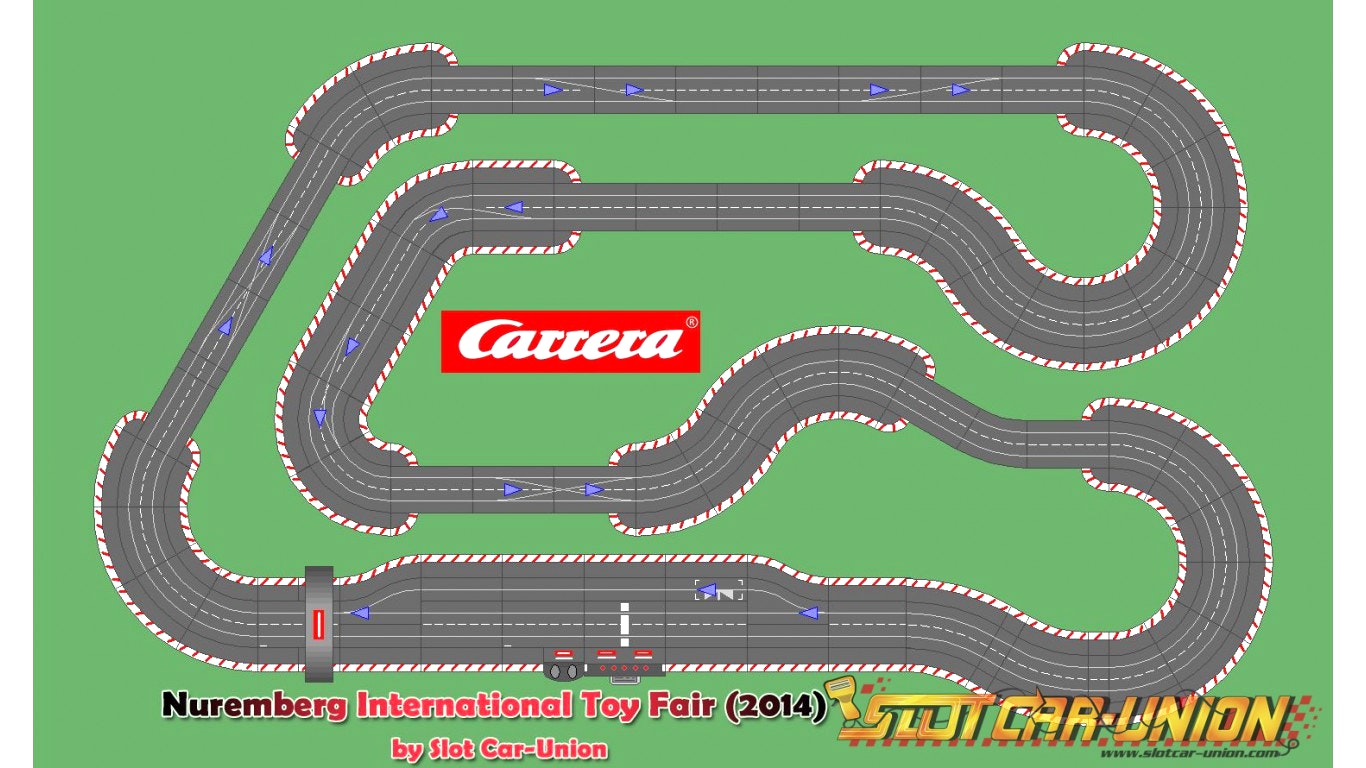 Carrera®
Nuremberg International Toy Fair (2014)
by Slot Car-Union
SLOT CAR-UNION
www.slotcar-union.com